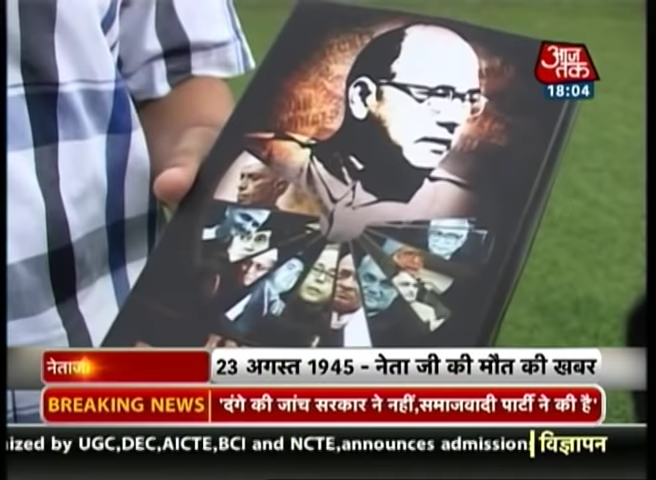 आज
तक
18:04
नेताजी
23 अगस्त 1945 - नेता जी की मौत की खबर
BREAKING NEWS
'दंगे की जांच सरकार ने नहीं,समाजवादी पार्टी ने की है'
ized by UGC,DEC,AICTE,BCI and NCTE,announces admission
विज्ञापन